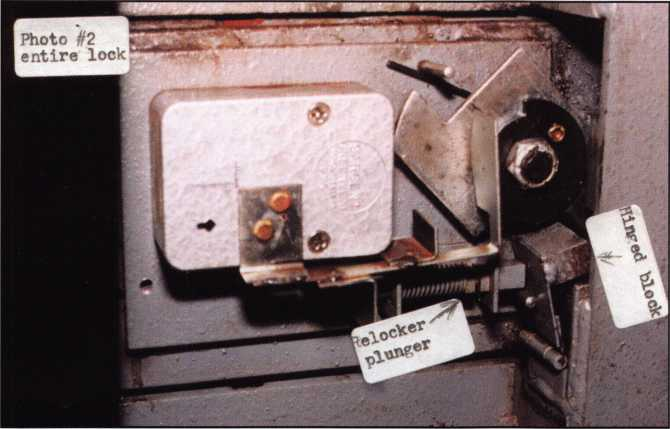 Photo #2
entire lock
Hinged block
Relocker
plunger